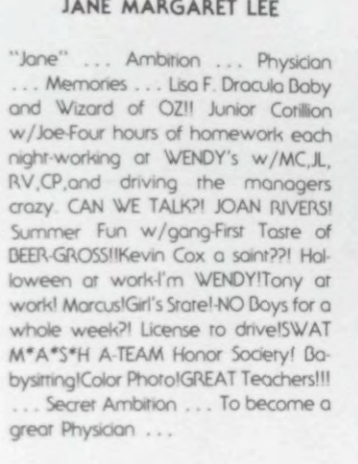 JANE MARGARET LEE
"Jane" ... Ambition ... Physician
... Memories ... Lisa F. Dracula Baby
and Wizard of OZ!! Junior Cotillion
w/Joe-Four hours of homework each
night-working at WENDY's w/MC,JL,
RV,CP,and driving the managers
crazy. CAN WE TALK?! JOAN RIVERS!
Summer Fun w/gang-First Taste of
BEER-GROSS!!Kevin Cox a saint??! Hal-
loween at work-I'm WENDY!Tony at
work! Marcus!Girl's State!-NO Boys for a
whole week?! License to drive!SWAT
M*A*S*H A-TEAM Honor Society! Ba-
bysitting!Color Photo!GREAT Teachers!!!
... Secret Ambition ... To become a
great Physician ...